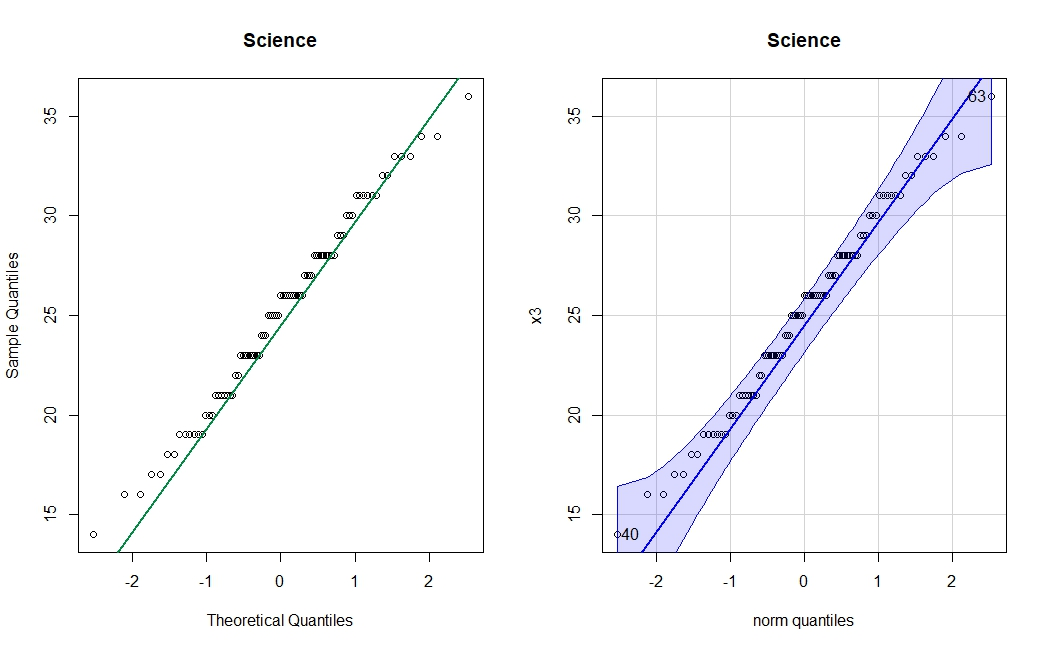 Science
Sample Quantiles
35
30
25
20
15
-2 -1 0 1 2
Theoretical Quantiles
Science
x3
35
30
25
20
15
63
40
-2 -1 0 1 2
norm quantiles